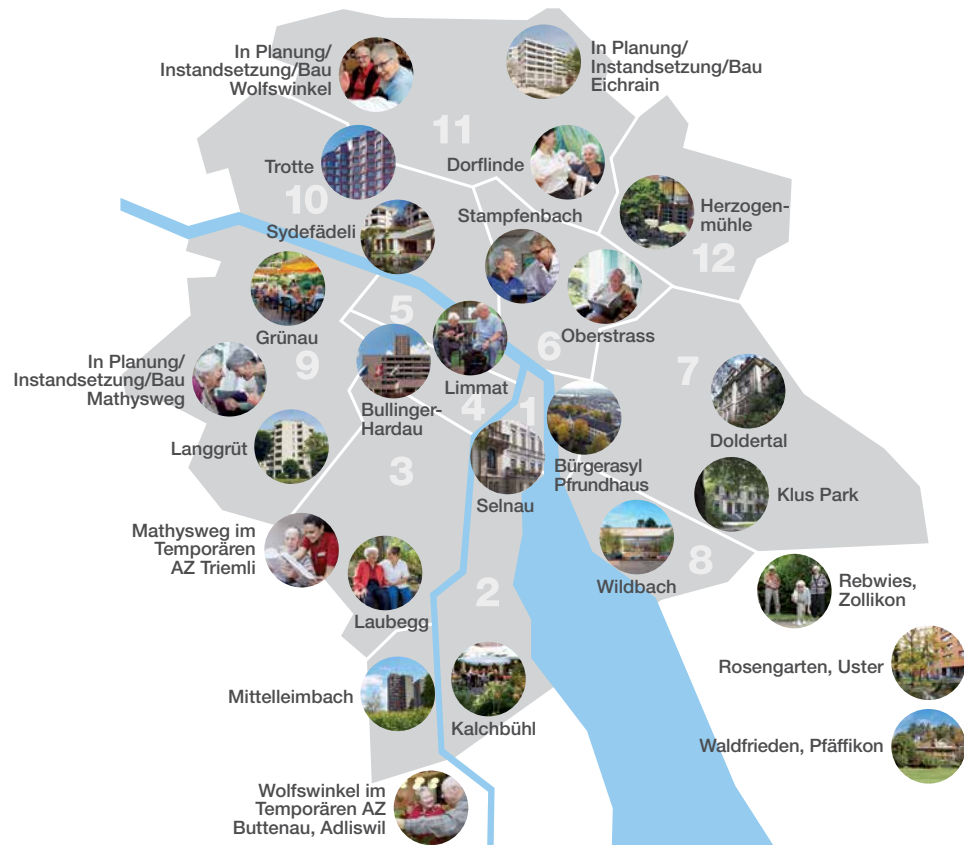 In Planung/
Instandsetzung/Bau
Wolfswinkel
In Planung/
Instandsetzung/Bau
Eichrain
11
Trotte
Dorflinde
10
Stampfenbach
Herzogen-
mühle
Sydefädeli
12
5
Grünau
Oberstrass
6
7
9
In Planung/
Instandsetzung/Bau
Mathysweg
Limmat
Bullinger-
Hardau
4
1
Doldertal
Langgrüt
3
Bürgerasyl
Pfrundhaus
Selnau
Klus Park
Mathysweg im
Temporären
AZ Triemli
8
Wildbach
Rebwies,
Zollikon
2
Laubegg
Rosengarten, Uster
Mittelleimbach
Kalchbühl
Waldfrieden, Pfäffikon
Wolfswinkel im
Temporären AZ
Buttenau, Adliswil